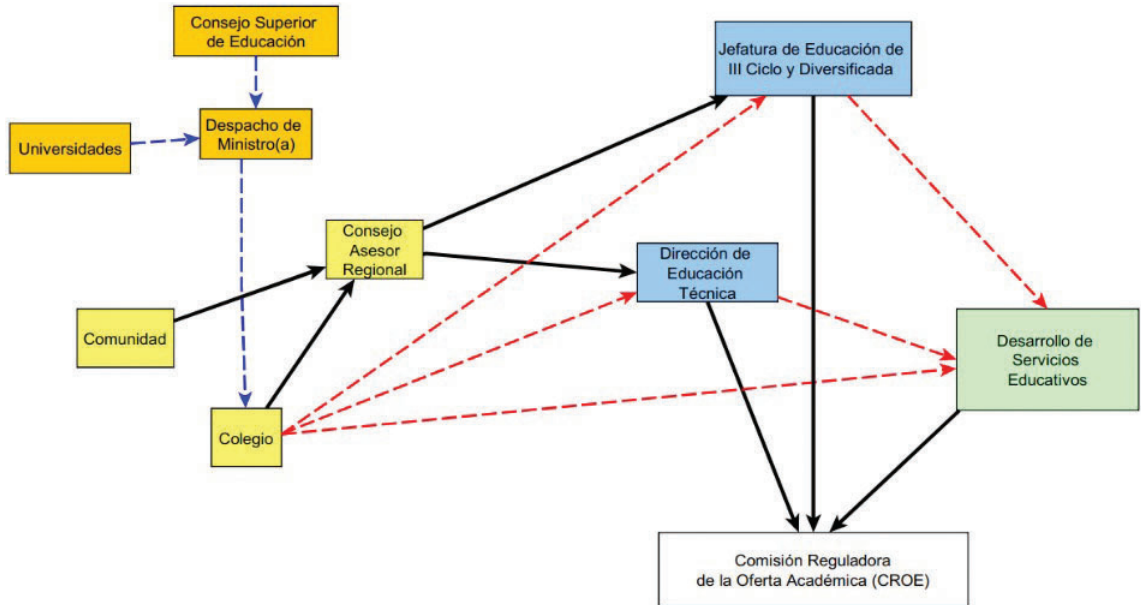 Consejo Superior
de Educación
Jefatura de Educación de
III Ciclo y Diversificada
Universidades
Despacho de
Ministro(a)
Consejo
Asesor
Regional
Dirección de
Educación
Técnica
Comunidad
Desarrollo de
Servicios
Educativos
Colegio
Comisión Reguladora
de la Oferta Académica (CROE)